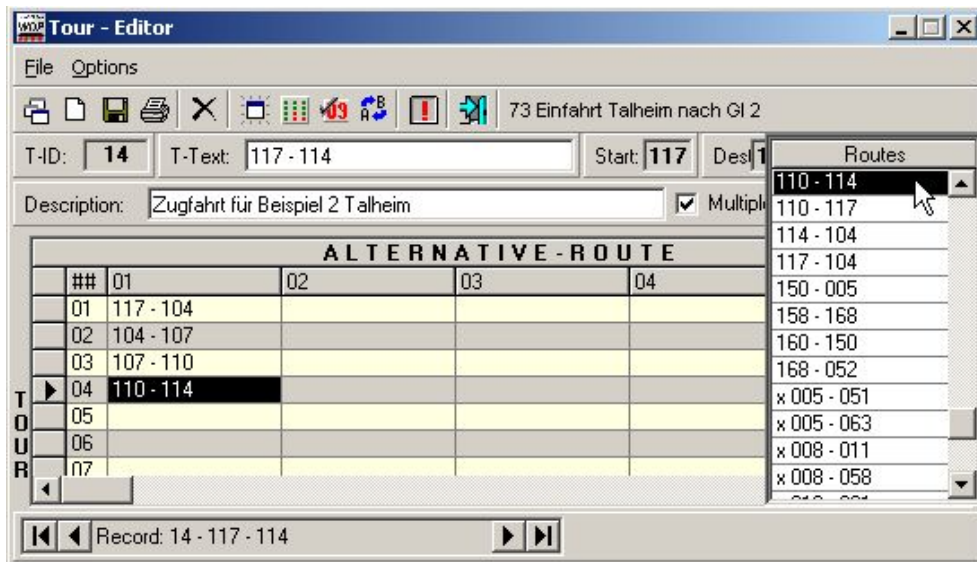 Tour - Editor
File Options
73 Einfahrt Talheim nach Gl 2
T-ID: 14 T-Text: 117 - 114 Start: 117
Description: Zugfahrt für Beispiel 2 Talheim
ALTERNATIVE-ROUTE
## 01 02 03 04
01 117 - 104
02 104 - 107
03 107 - 110
04 110 - 114
05
06
07
TOUR
Routes
110 - 114
110 - 117
114 - 104
117 - 104
150 - 005
158 - 168
160 - 150
168 - 052
x 005 - 051
x 005 - 063
x 008 - 011
x 008 - 058
Record: 14 - 117 - 114